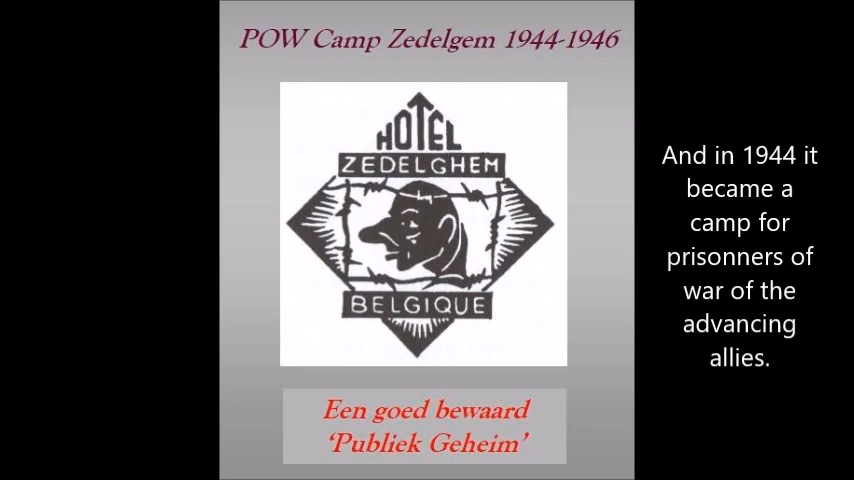 POW Camp Zedelgem 1944-1946
HOTEL
ZEDELGHEM
BELGIQUE
Een goed bewaard
‘Publiek Geheim’
And in 1944 it
became a
camp for
prisonners of
war of the
advancing
allies.